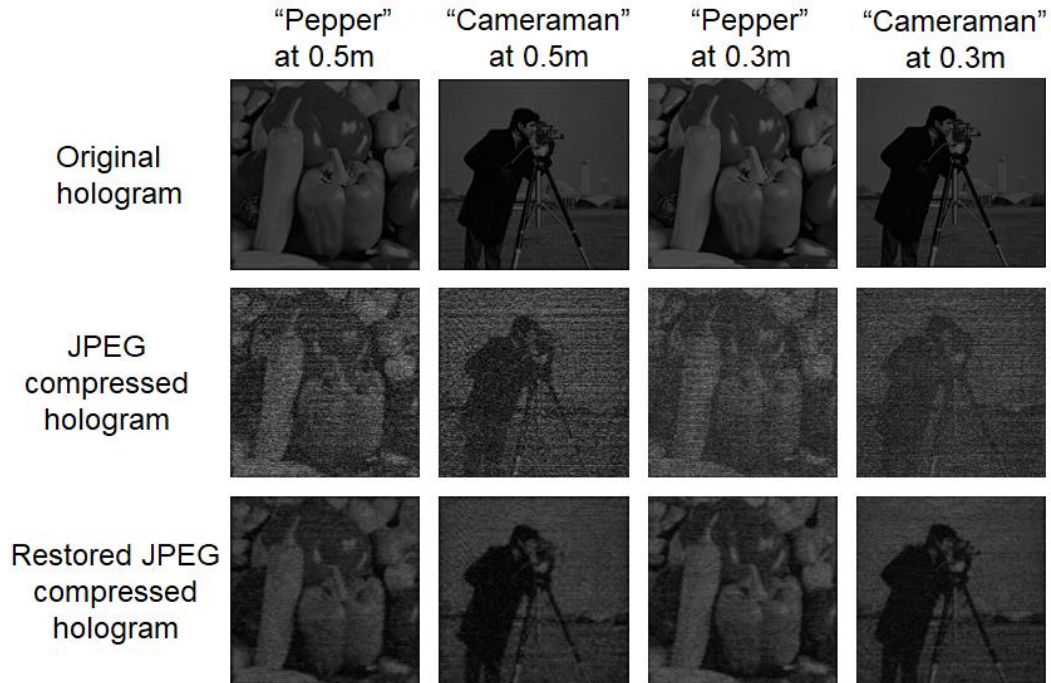 “Pepper”
at 0.5m
“Cameraman”
at 0.5m
“Pepper”
at 0.3m
“Cameraman”
at 0.3m
Original
hologram
JPEG
compressed
hologram
Restored JPEG
compressed
hologram